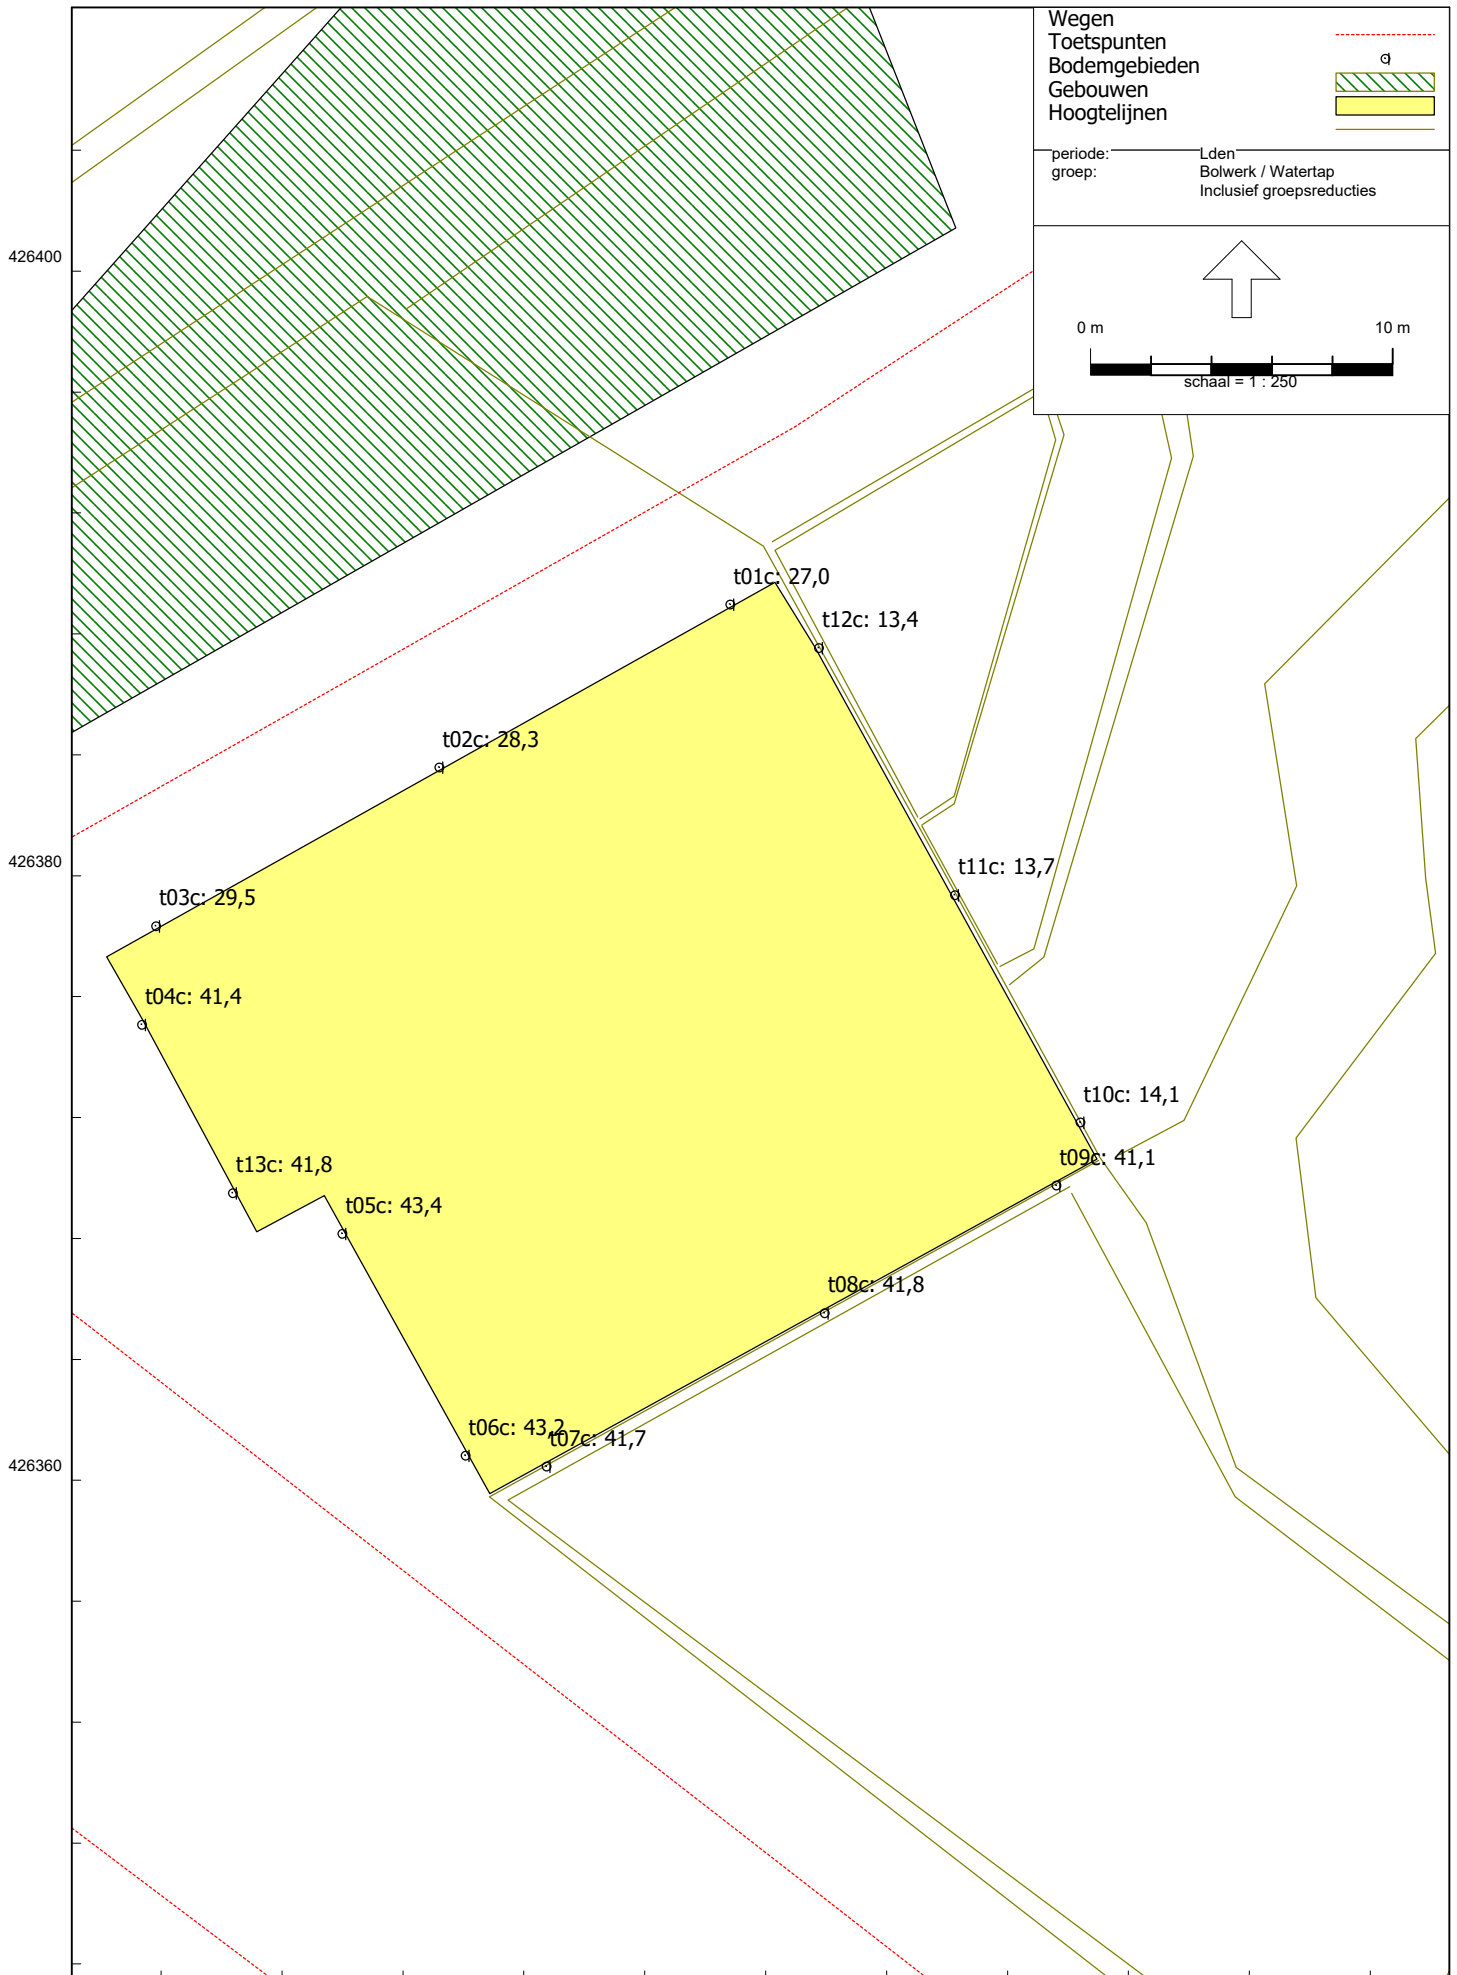 Wegen
Toetspunten
Bodemgebieden
Gebouwen
Hoogtelijnen
periode: Lden
groep: Bolwerk / Watertap
Inclusief groepsreducties
0 m 10 m
schaal = 1 : 250
426400
t01c: 27,0
t12c: 13,4
t02c: 28,3
426380
t11c: 13,7
t03c: 29,5
t04c: 41,4
t10c: 14,1
t09c: 41,1
t13c: 41,8
t05c: 43,4
t08c: 41,8
t06c: 43,2
t07c: 41,7
426360